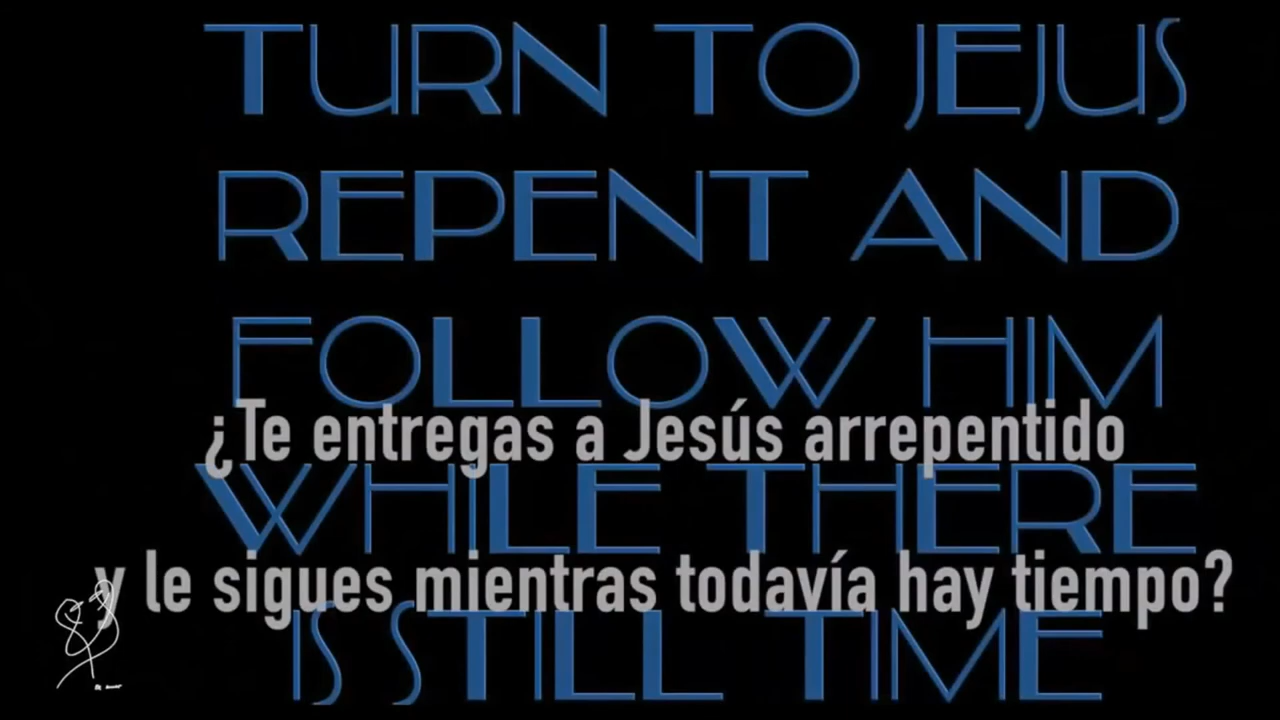 TURN TO JEJUS
REPENT AND
FOLLOW HIM
¿Te entregas a Jesús arrepentido
WHILE THERE
y le sigues mientras todavía hay tiempo?
IS STILL TIME